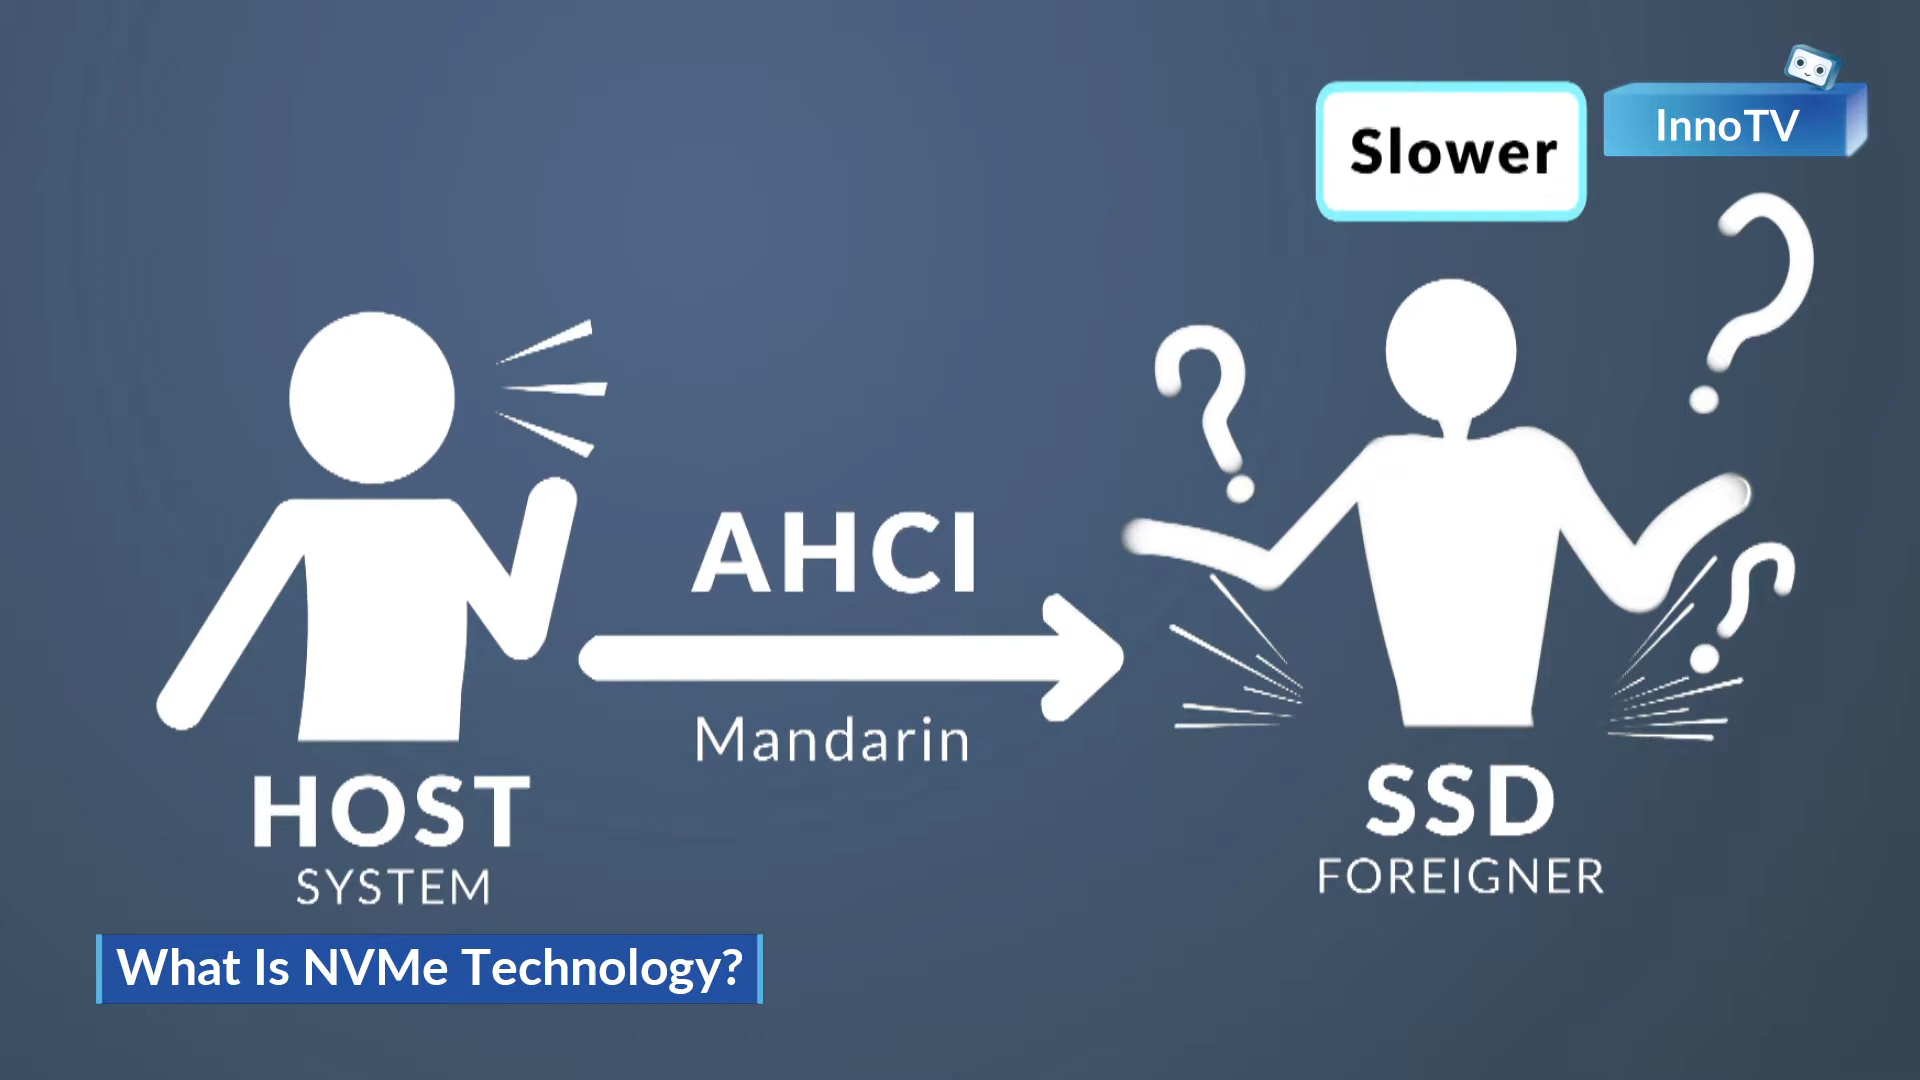 InnoTV
Slower
AHCI
Mandarin
HOST
SYSTEM
SSD
FOREIGNER
What Is NVMe Technology?